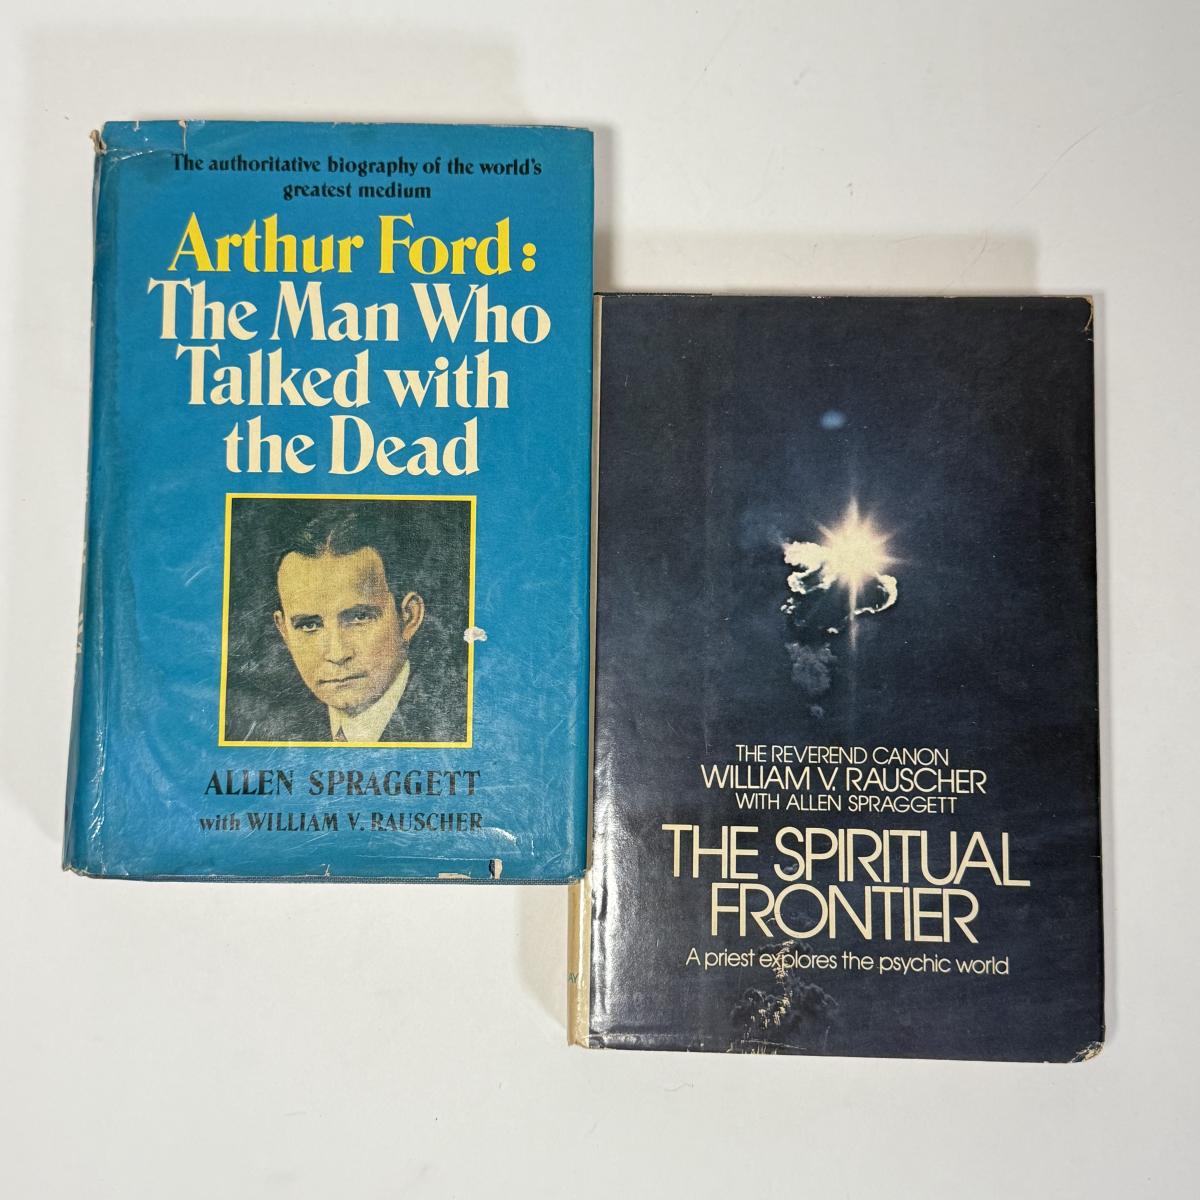 The authoritative biography of the world's
greatest medium
Arthur Ford:
The Man Who
Talked with
the Dead
ALLEN SPRAGGETT
with WILLIAM V. RAUSCHER
THE REVEREND CANON
WILLIAM V. RAUSCHER
WITH ALLEN SPRAGGETT
THE SPIRITUAL
FRONTIER
A priest explores the psychic world
AY